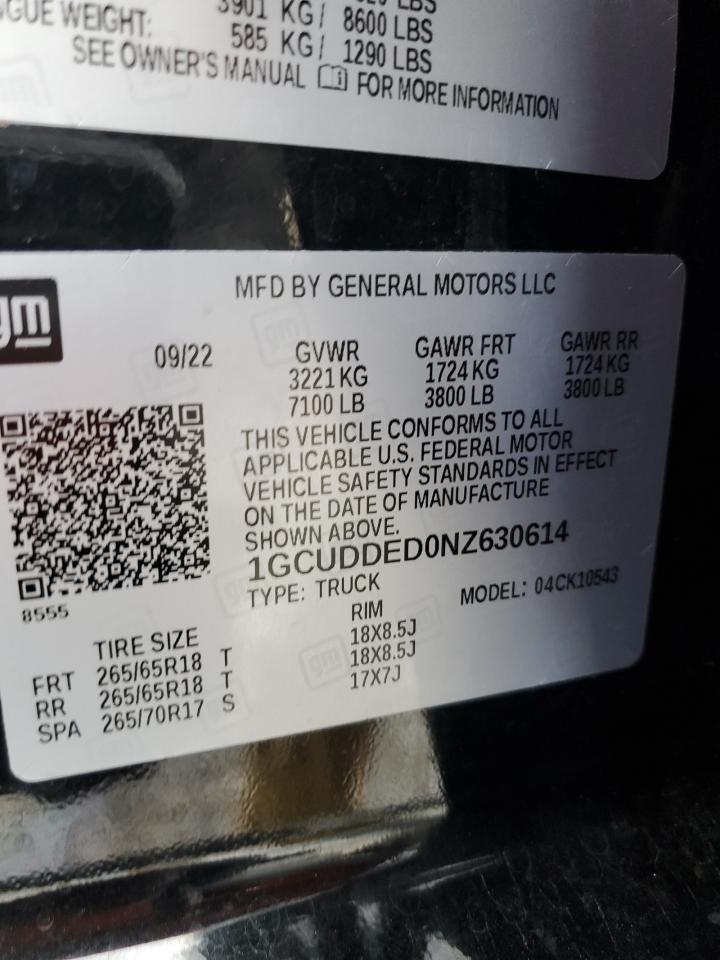 3901 KG/ 8600 LBS
GUE WEIGHT: 585 KG/ 1290 LBS
SEE OWNER'S MANUAL FOR MORE INFORMATION
gm
MFD BY GENERAL MOTORS LLC
09/22 GVWR GAWR FRT GAWR RR
3221 KG 1724 KG 1724 KG
7100 LB 3800 LB 3800 LB
THIS VEHICLE CONFORMS TO ALL
APPLICABLE U.S. FEDERAL MOTOR
VEHICLE SAFETY STANDARDS IN EFFECT
ON THE DATE OF MANUFACTURE
SHOWN ABOVE.
1GCUDDED0NZ630614
TYPE: TRUCK MODEL: 04CK10543
8555
TIRE SIZE RIM
FRT 265/65R18 T 18X8.5J
RR 265/65R18 T 18X8.5J
SPA 265/70R17 S 17X7J